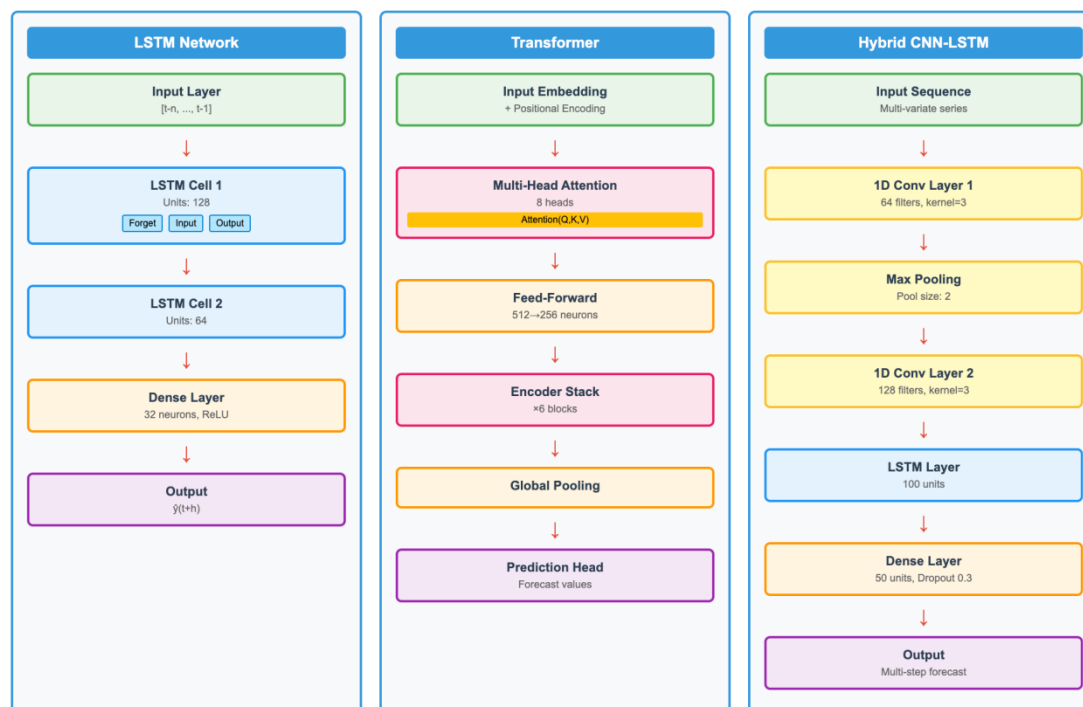 LSTM Network
Input Layer
[t-n, ..., t-1]
↓
LSTM Cell 1
Units: 128
Forget Input Output
↓
LSTM Cell 2
Units: 64
↓
Dense Layer
32 neurons, ReLU
↓
Output
ŷ(t+h)
Transformer
Input Embedding
+ Positional Encoding
↓
Multi-Head Attention
8 heads
Attention(Q,K,V)
↓
Feed-Forward
512→256 neurons
↓
Encoder Stack
×6 blocks
↓
Global Pooling
↓
Prediction Head
Forecast values
Hybrid CNN-LSTM
Input Sequence
Multi-variate series
↓
1D Conv Layer 1
64 filters, kernel=3
↓
Max Pooling
Pool size: 2
↓
1D Conv Layer 2
128 filters, kernel=3
↓
LSTM Layer
100 units
↓
Dense Layer
50 units, Dropout 0.3
↓
Output
Multi-step forecast